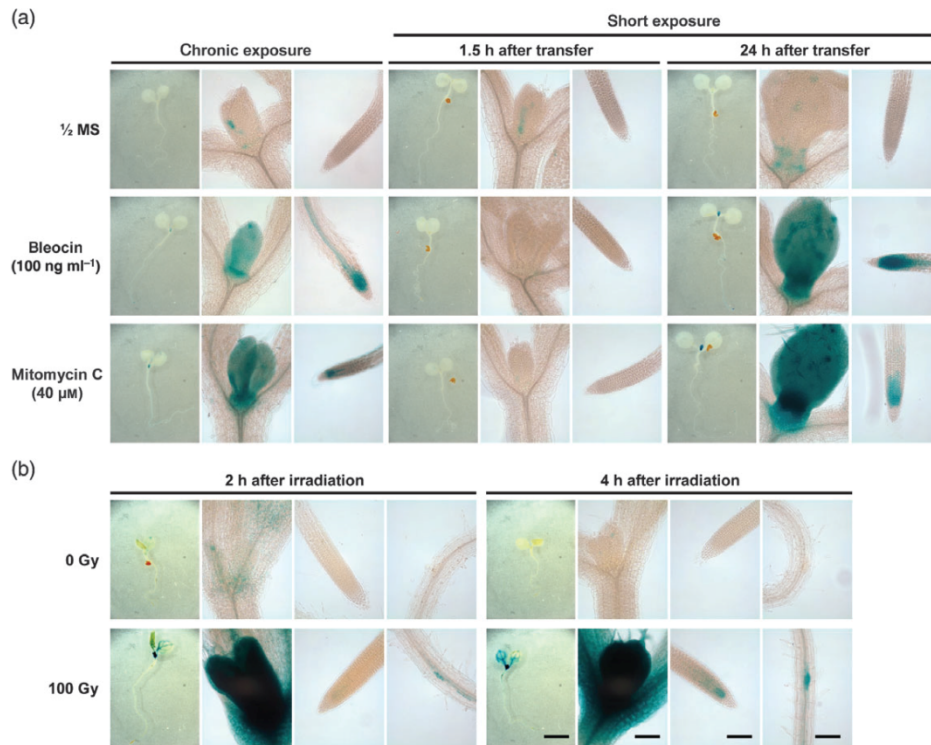 (a)
Short exposure
Chronic exposure
1.5 h after transfer
24 h after transfer
½ MS
Bleocin
(100 ng ml⁻¹)
Mitomycin C
(40 μM)
(b)
2 h after irradiation
4 h after irradiation
0 Gy
100 Gy